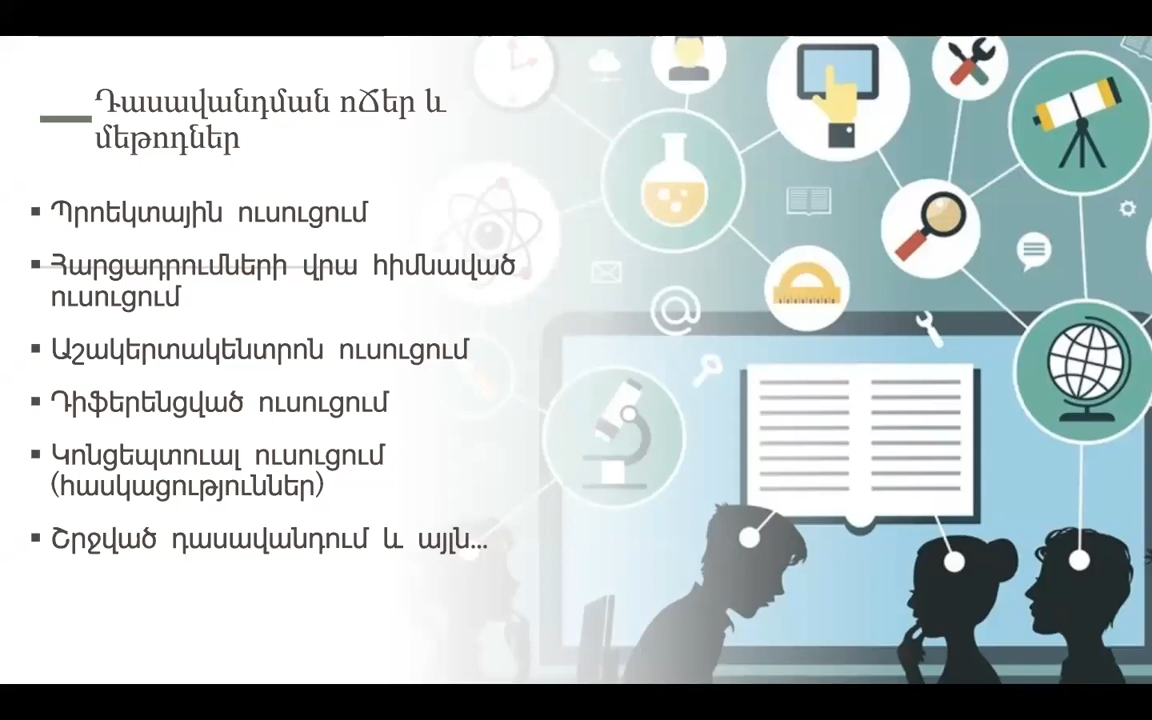 Դասավանդման ոՃեր և
մեթոդներ
▪ Պրոեկտային ուսուցում
▪ Հարցադրումների վրա հիմնաված
ուսուցում
▪ Աշակերտակենտրոն ուսուցում
▪ Դիֆերենցված ուսուցում
▪ Կոնցեպտուալ ուսուցում
(հասկացություններ)
▪ Շրջված դասավանդում և այլն...